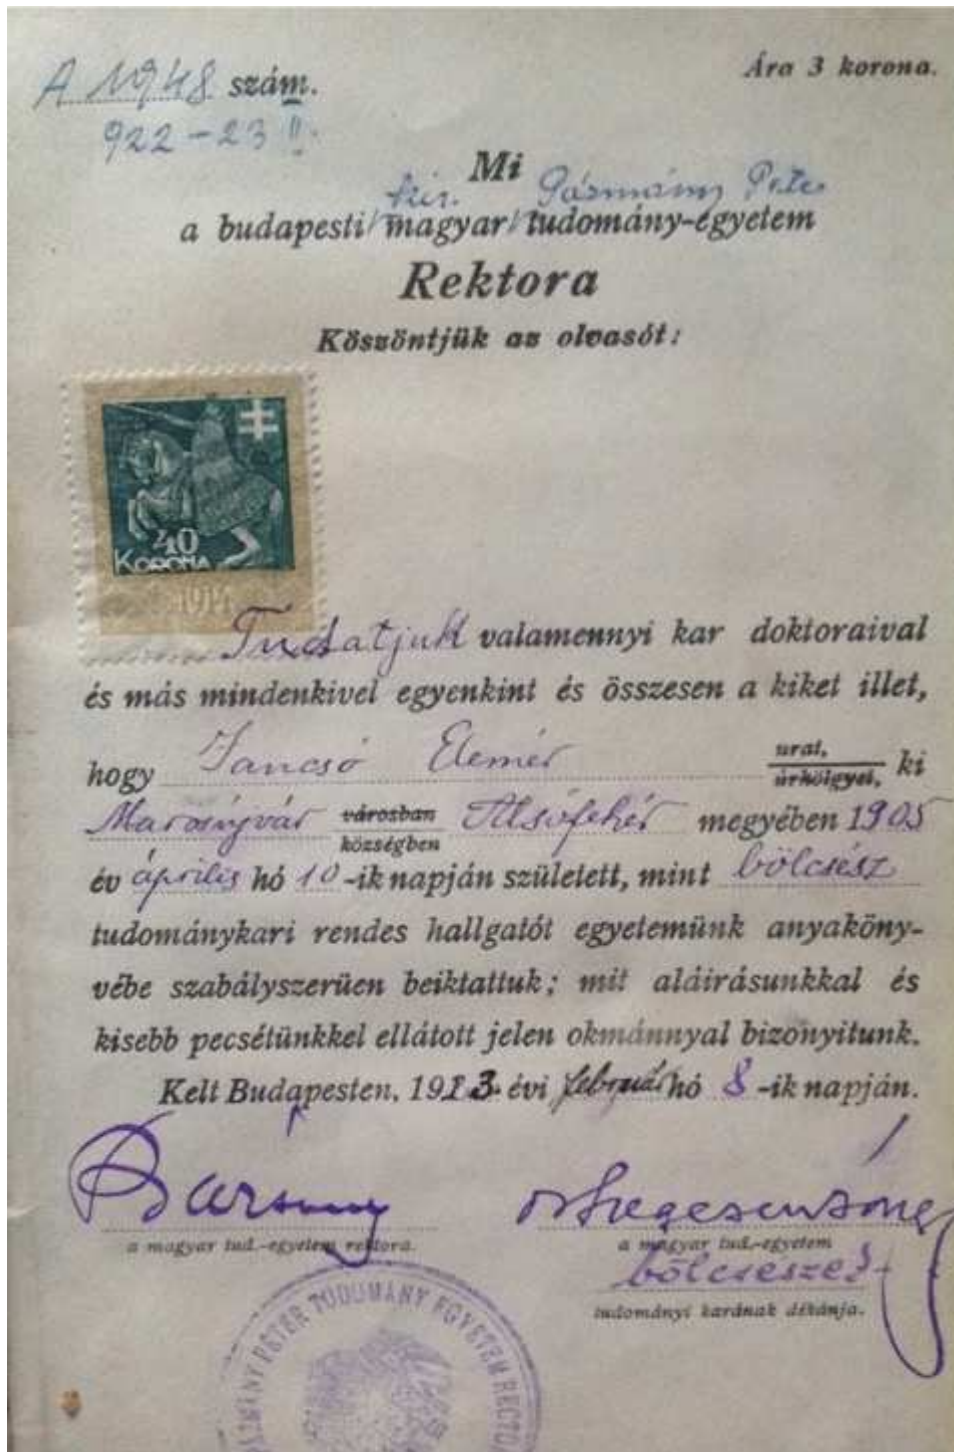 A 1948 szám.
Ára 3 korona.
922-23 II.
Mi
kir. Pázmány Péter
a budapesti magyar tudomány-egyetem
Rektora
Köszöntjük az olvasót:
40
KORONA
Tudatjuk valamennyi kar doktoraival
és más mindenkivel egyenkint és összesen a kiket illet,
hogy Jancsó Elemér urat, úrhölgyet, ki
Marosújvár városban községben Alsófehér megyében 1905
év április hó 10-ik napján született, mint bölcsész
tudománykari rendes hallgatót egyetemünk anyaköny-
vébe szabályszerüen beiktattuk; mit aláirásunkkal és
kisebb pecsétünkkel ellátott jelen okmánnyal bizonyitunk.
Kelt Budapesten, 1923. évi február hó 8-ik napján.
a magyar tud.-egyetem rektora.
a magyar tud.-egyetem
bölcseszet-
tudományi karának dékánja.
PÁZMÁNY PÉTER TUDOMÁNY EGYETEM